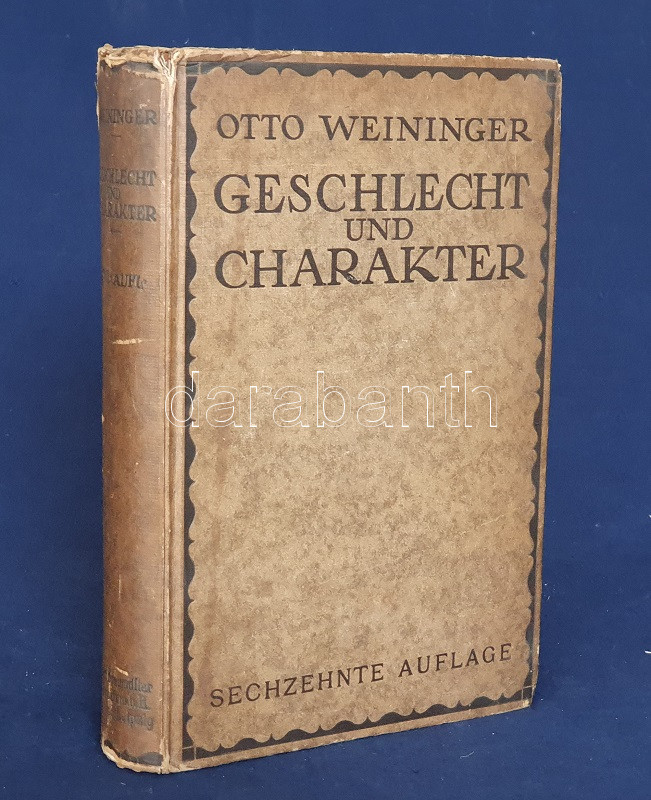 OTTO WEININGER
GESCHLECHT
UND
CHARAKTER
SECHZEHNTE AUFLAGE
darabanth